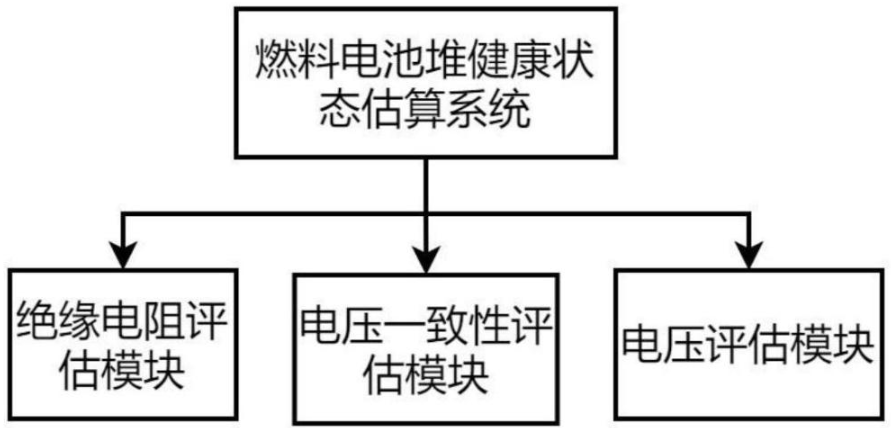 燃料电池堆健康状
态估算系统
绝缘电阻评
估模块
电压一致性评
估模块
电压评估模块